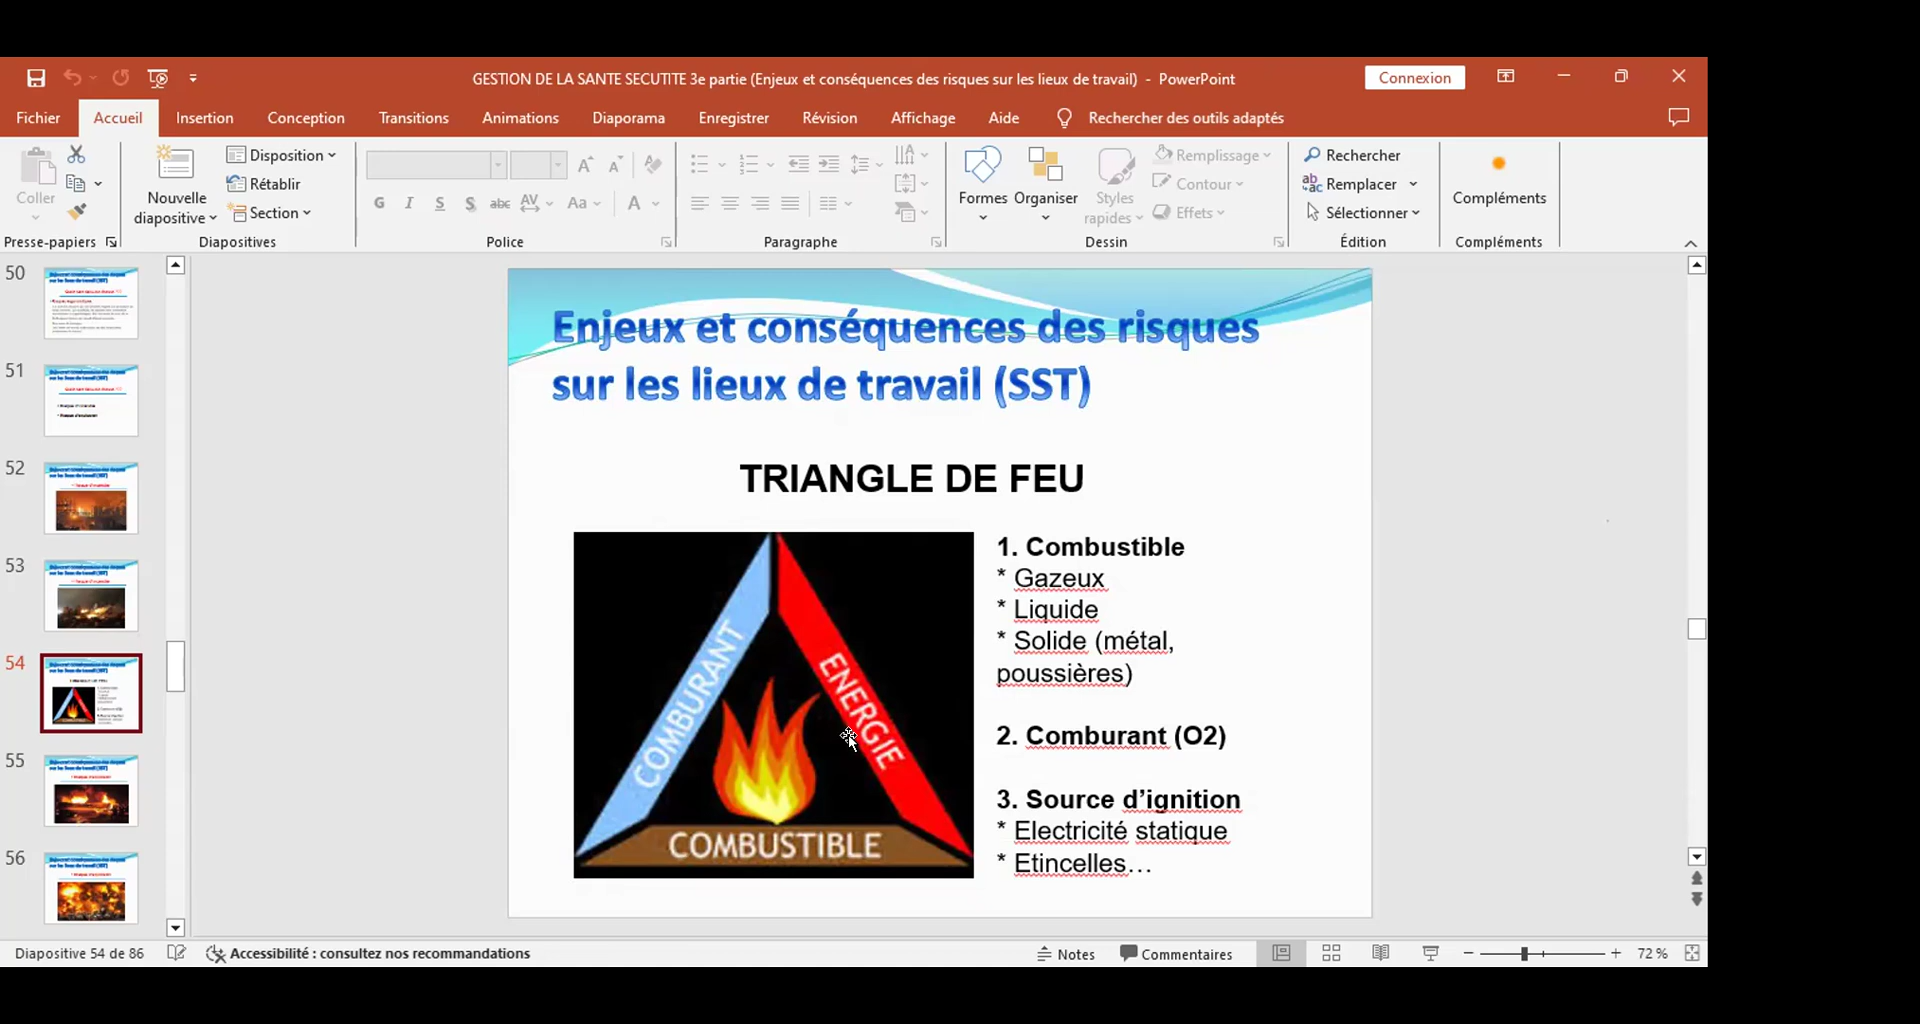 GESTION DE LA SANTE SECUTITE 3e partie (Enjeux et conséquences des risques sur les lieux de travail) - PowerPoint
Connexion
Fichier Accueil Insertion Conception Transitions Animations Diaporama Enregistrer Révision Affichage Aide Rechercher des outils adaptés
Coller
Presse-papiers
Nouvelle diapositive
Disposition
Rétablir
Section
Diapositives
G I S S abc AV Aa A
Police
Paragraphe
Formes
Organiser
Styles rapides
Remplissage
Contour
Effets
Dessin
Rechercher
Remplacer
Sélectionner
Édition
Compléments
Compléments
50
51
52
53
54
55
56
Enjeux et conséquences des risques
sur les lieux de travail (SST)
TRIANGLE DE FEU
COMBURANT
ENERGIE
COMBUSTIBLE
1. Combustible
* Gazeux
* Liquide
* Solide (métal,
poussières)
2. Comburant (O2)
3. Source d’ignition
* Electricité statique
* Etincelles…
Diapositive 54 de 86 Accessibilité : consultez nos recommandations Notes Commentaires 72 %